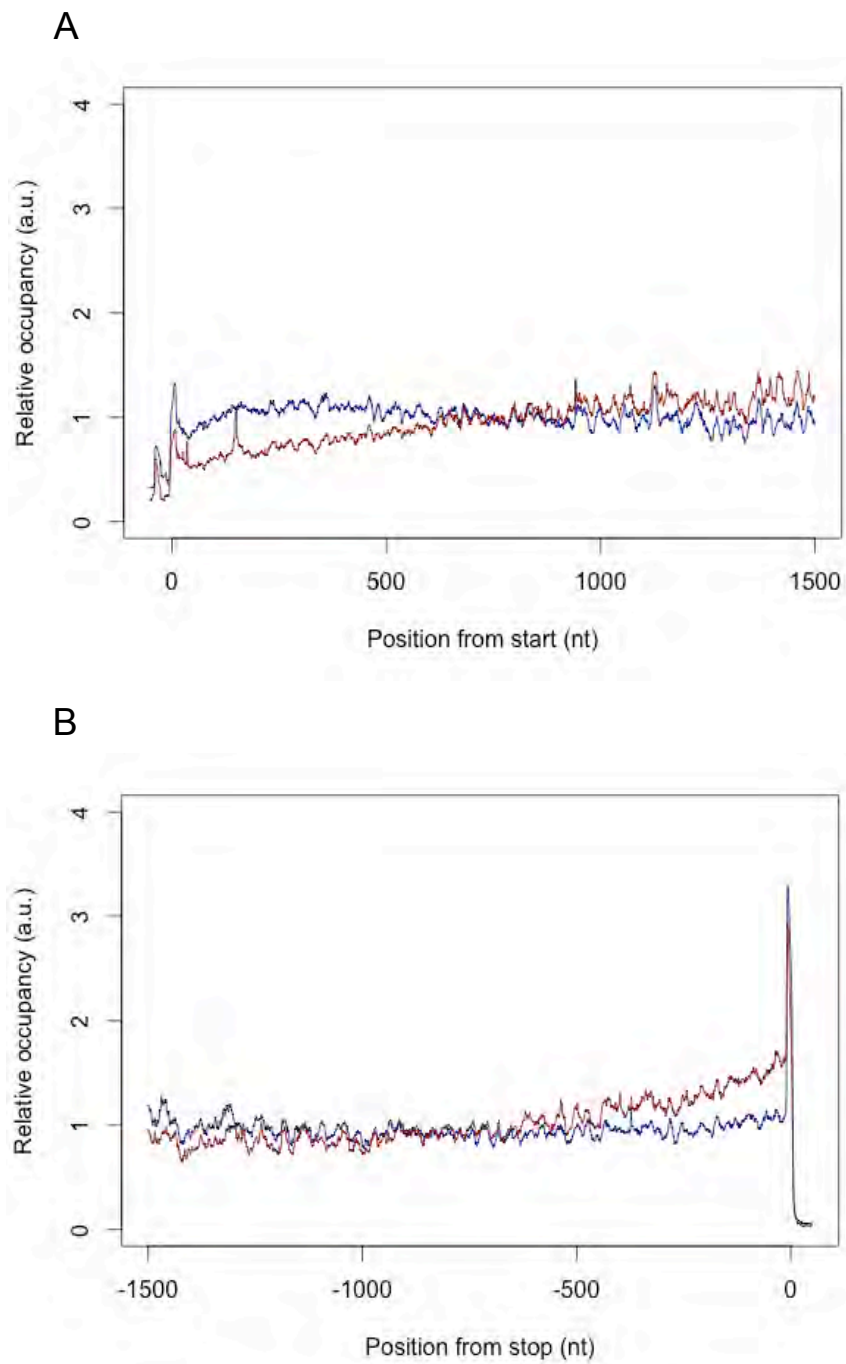 A
Relative occupancy (a.u.)
4
3
2
1
0
0 500 1000 1500
Position from start (nt)
B
Relative occupancy (a.u.)
4
3
2
1
0
-1500 -1000 -500 0
Position from stop (nt)